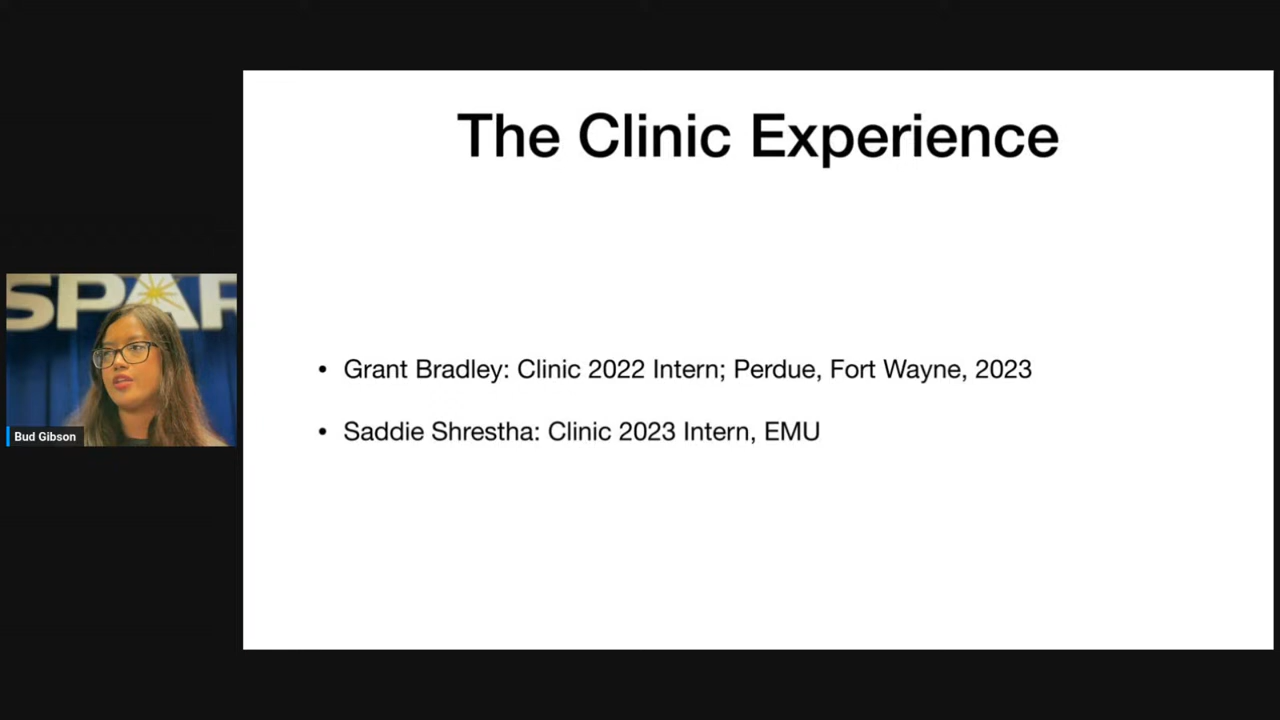 The Clinic Experience
SPAR
• Grant Bradley: Clinic 2022 Intern; Perdue, Fort Wayne, 2023
• Saddie Shrestha: Clinic 2023 Intern, EMU
Bud Gibson